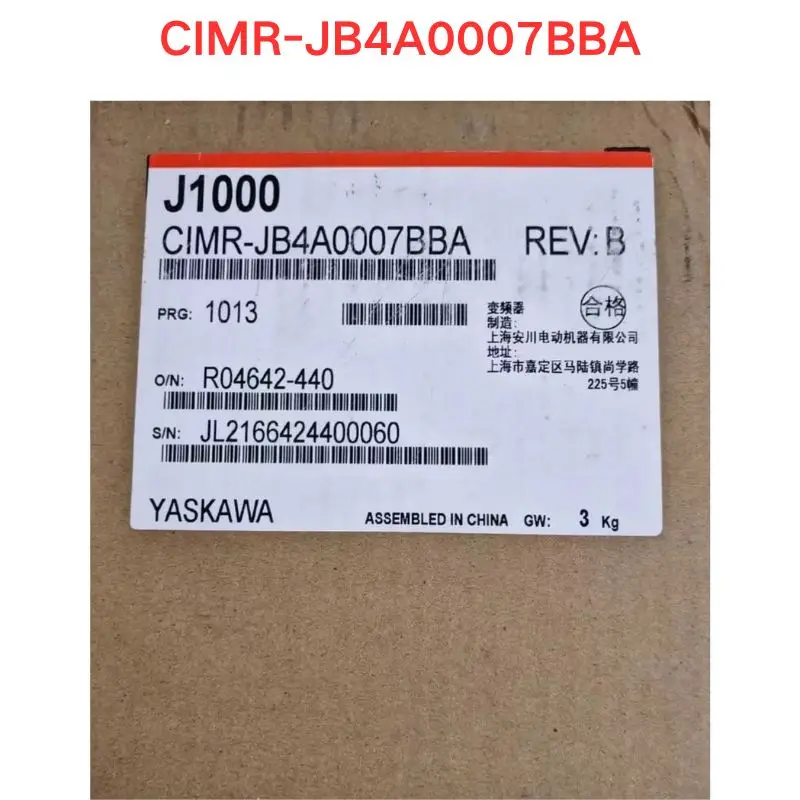 CIMR-JB4A0007BBA
J1000
CIMR-JB4A0007BBA REV:B
PRG: 1013
变频器
制造:
合格
上海安川电动机器有限公司
地址:
上海市嘉定区马陆镇尚学路
225号5幢
O/N: R04642-440
S/N: JL2166424400060
YASKAWA ASSEMBLED IN CHINA GW: 3 Kg